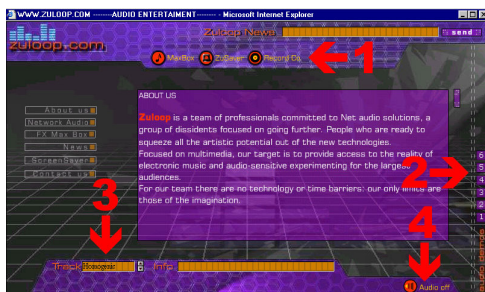 WWW.ZULOOP.COM --------AUDIO ENTERTAIMENT------- - Microsoft Internet Explorer
zuloop.com
Zuloop News
send
MaxBox ZoSaver Record Co.
1
ABOUT US
Zuloop is a team of professionals committed to Net audio solutions, a
group of dissidents focused on going further. People who are ready to
squeeze all the artistic potential out of the new technologies.
Focused on multimedia, our target is to provide access to the reality of
electronic music and audio-sensitive experimenting for the largest
audiences.
For our team there are no technology or time barriers: our only limits are
those of the imagination.
About us
Network Audio
FX Max Box
News
ScreenSaver
Contact us
2
6
5
4
3
2
1
audio demos
3
4
Track Homogenic Info
Audio off